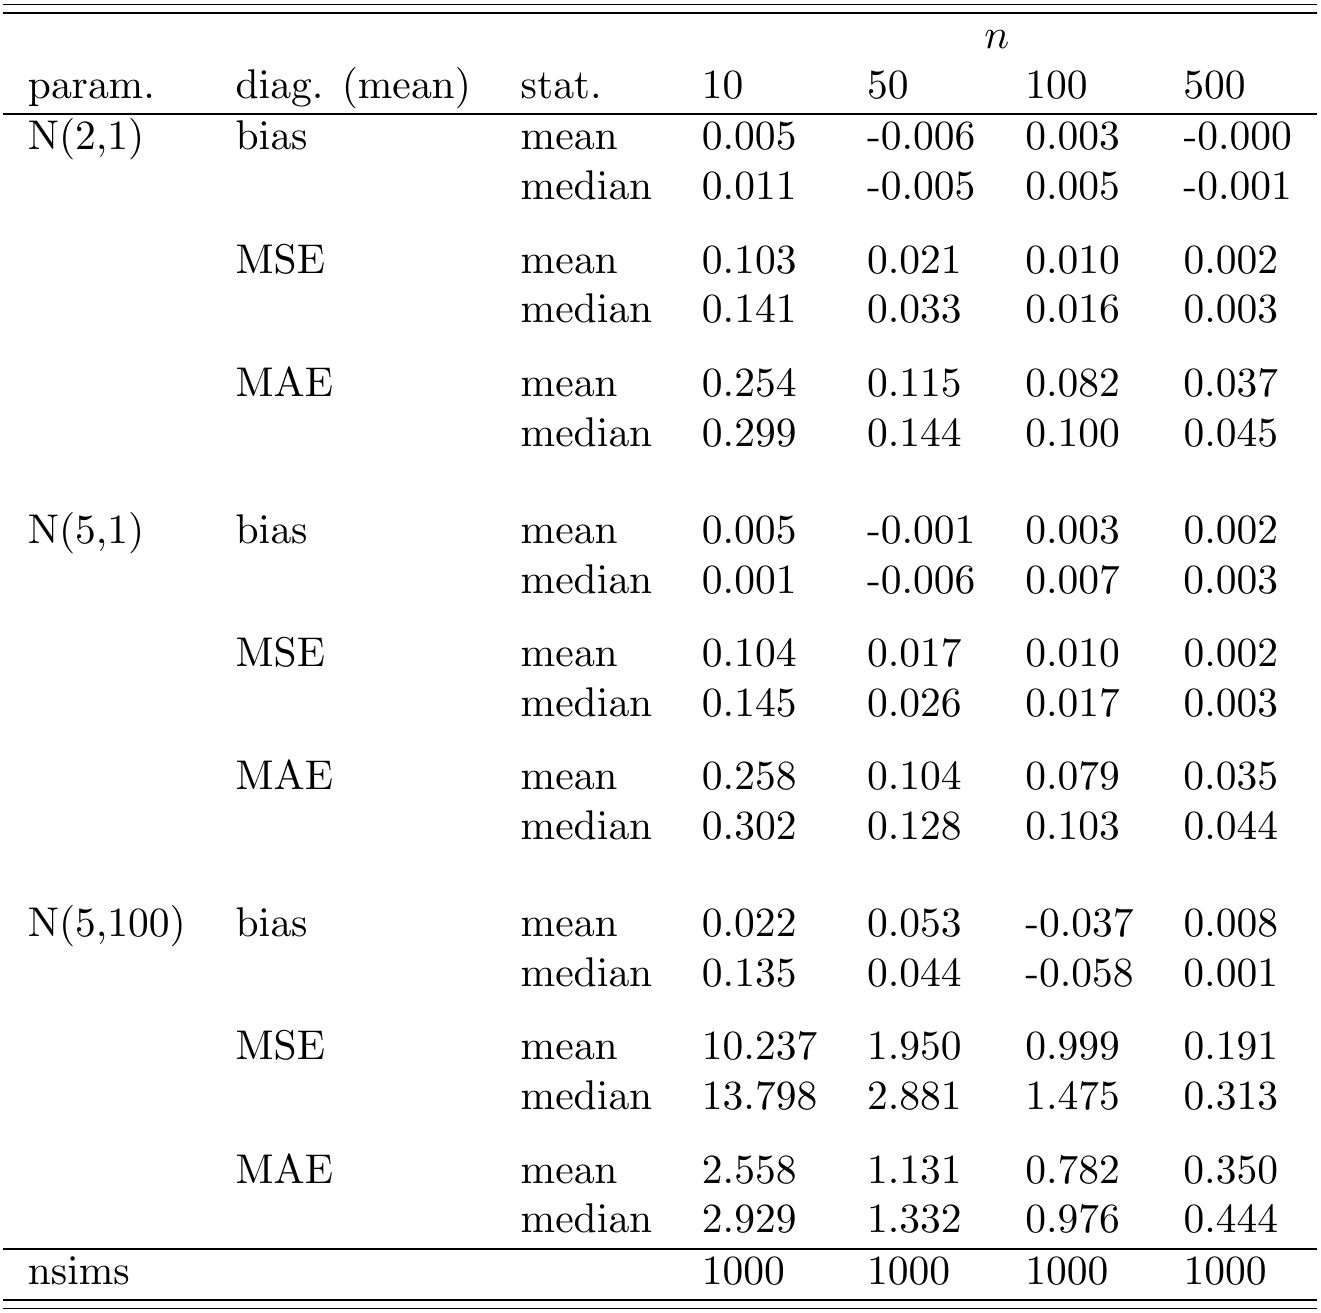 n
param. diag. (mean) stat. 10 50 100 500
N(2,1) bias mean 0.005 -0.006 0.003 -0.000
median 0.011 -0.005 0.005 -0.001
MSE mean 0.103 0.021 0.010 0.002
median 0.141 0.033 0.016 0.003
MAE mean 0.254 0.115 0.082 0.037
median 0.299 0.144 0.100 0.045
N(5,1) bias mean 0.005 -0.001 0.003 0.002
median 0.001 -0.006 0.007 0.003
MSE mean 0.104 0.017 0.010 0.002
median 0.145 0.026 0.017 0.003
MAE mean 0.258 0.104 0.079 0.035
median 0.302 0.128 0.103 0.044
N(5,100) bias mean 0.022 0.053 -0.037 0.008
median 0.135 0.044 -0.058 0.001
MSE mean 10.237 1.950 0.999 0.191
median 13.798 2.881 1.475 0.313
MAE mean 2.558 1.131 0.782 0.350
median 2.929 1.332 0.976 0.444
nsims 1000 1000 1000 1000